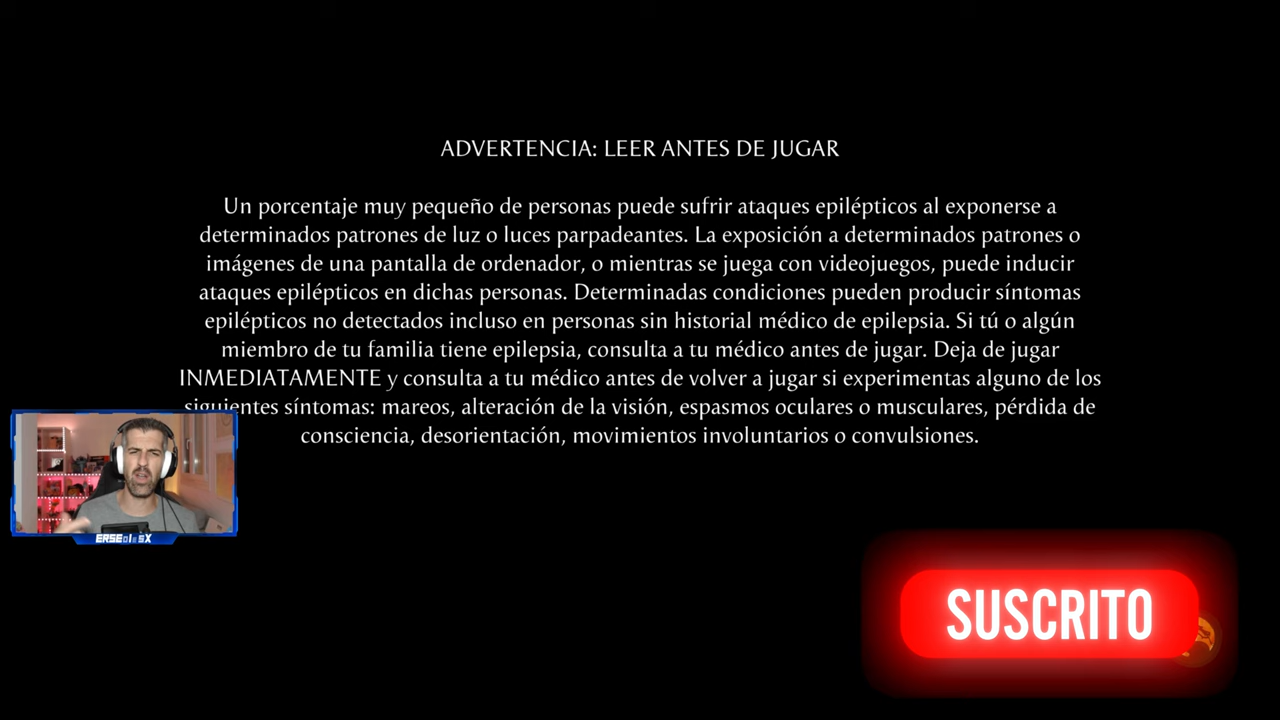 ADVERTENCIA: LEER ANTES DE JUGAR
Un porcentaje muy pequeño de personas puede sufrir ataques epilépticos al exponerse a
determinados patrones de luz o luces parpadeantes. La exposición a determinados patrones o
imágenes de una pantalla de ordenador, o mientras se juega con videojuegos, puede inducir
ataques epilépticos en dichas personas. Determinadas condiciones pueden producir síntomas
epilépticos no detectados incluso en personas sin historial médico de epilepsia. Si tú o algún
miembro de tu familia tiene epilepsia, consulta a tu médico antes de jugar. Deja de jugar
INMEDIATAMENTE y consulta a tu médico antes de volver a jugar si experimentas alguno de los
siguientes síntomas: mareos, alteración de la visión, espasmos oculares o musculares, pérdida de
consciencia, desorientación, movimientos involuntarios o convulsiones.
SUSCRITO